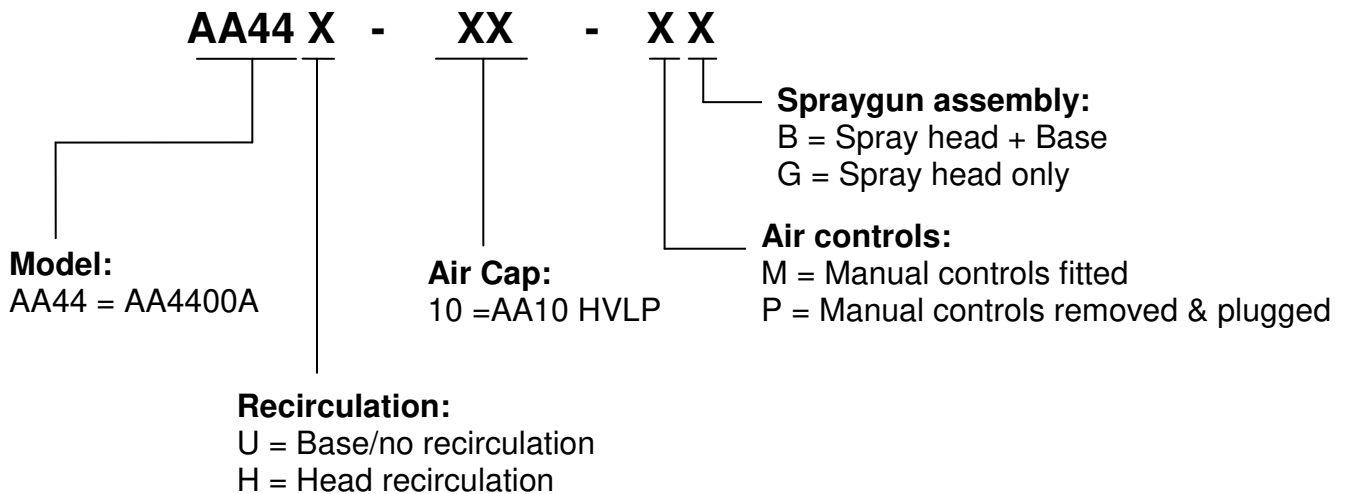 AA44 X - XX - X X
Spraygun assembly:
B = Spray head + Base
G = Spray head only
Air controls:
M = Manual controls fitted
P = Manual controls removed & plugged
Model:
AA44 = AA4400A
Air Cap:
10 =AA10 HVLP
Recirculation:
U = Base/no recirculation
H = Head recirculation